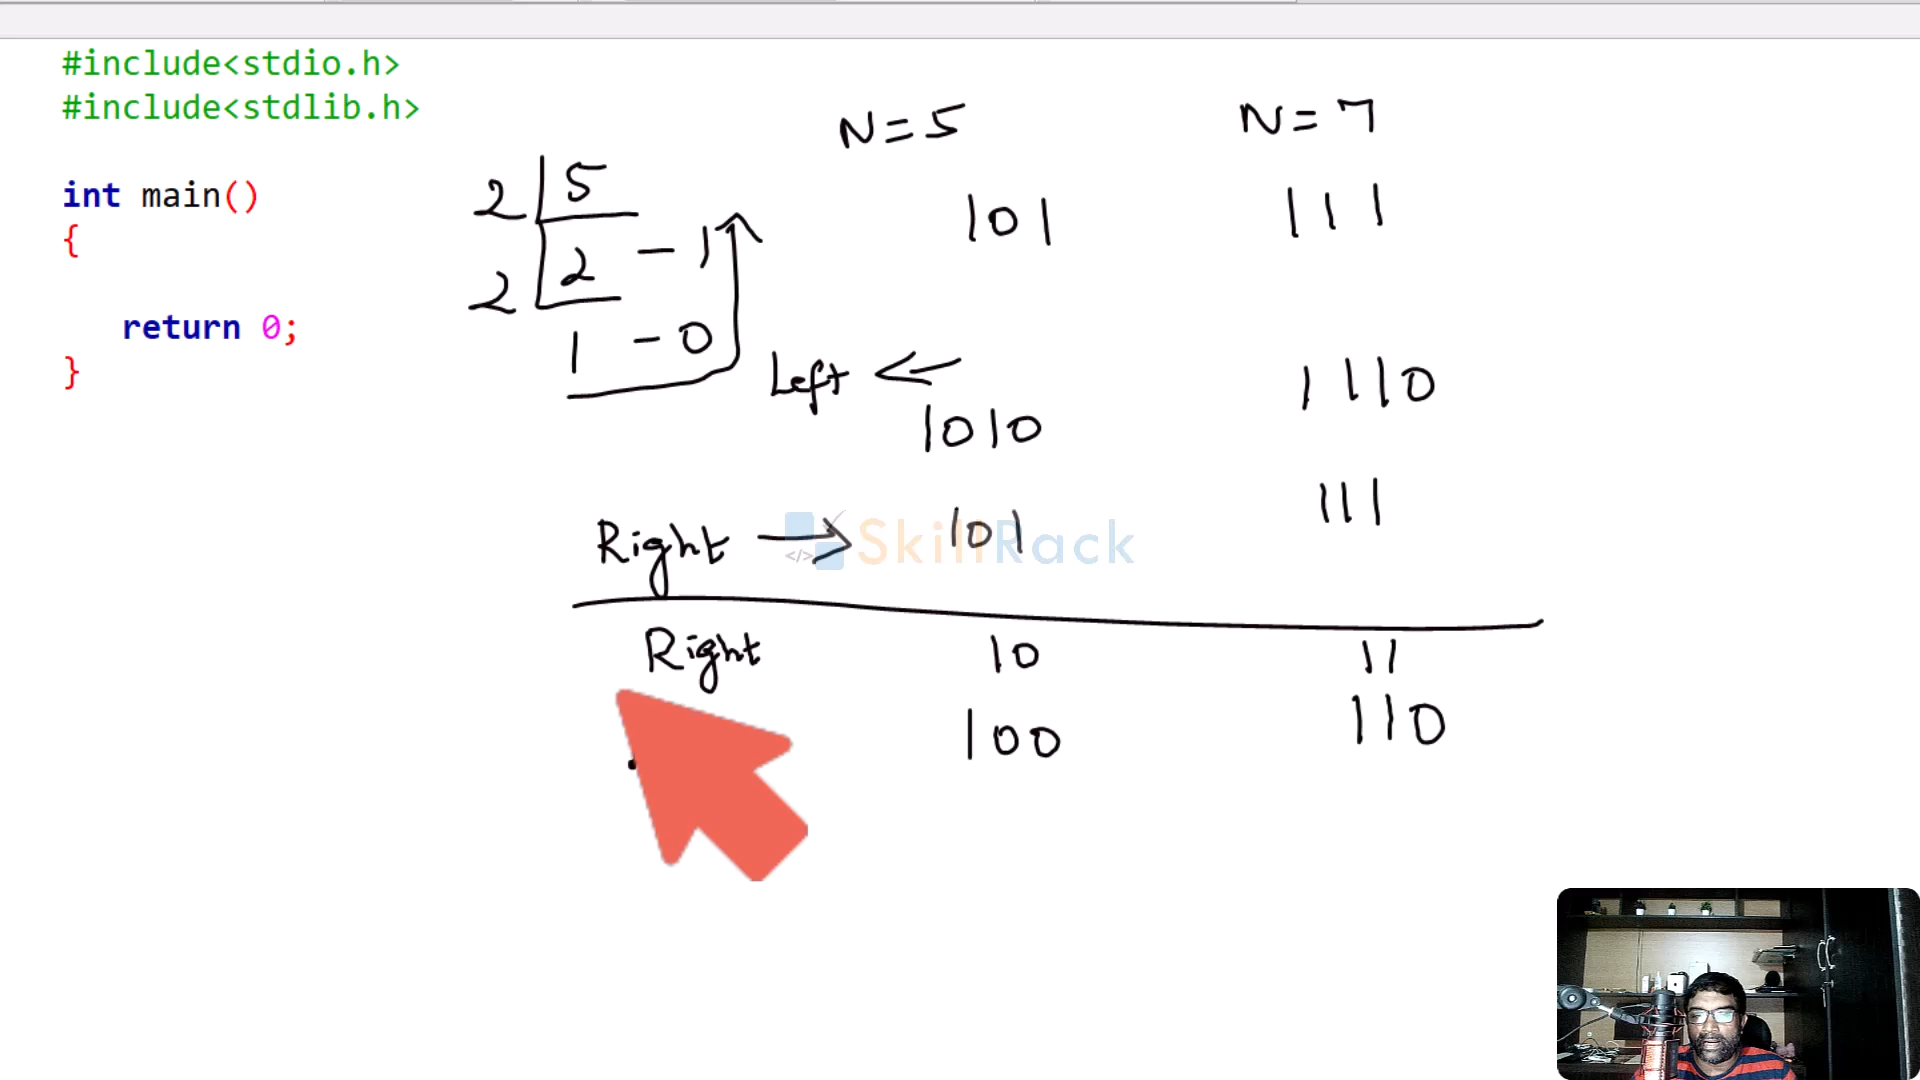 #include<stdio.h>
#include<stdlib.h>
int main()
{
return 0;
}
N=5 N=7
2 5
2 2 - 1
1 - 0
101 111
Left ← 1110
1010
111
Right → 101
SkillRack
Right 10 11
100 110